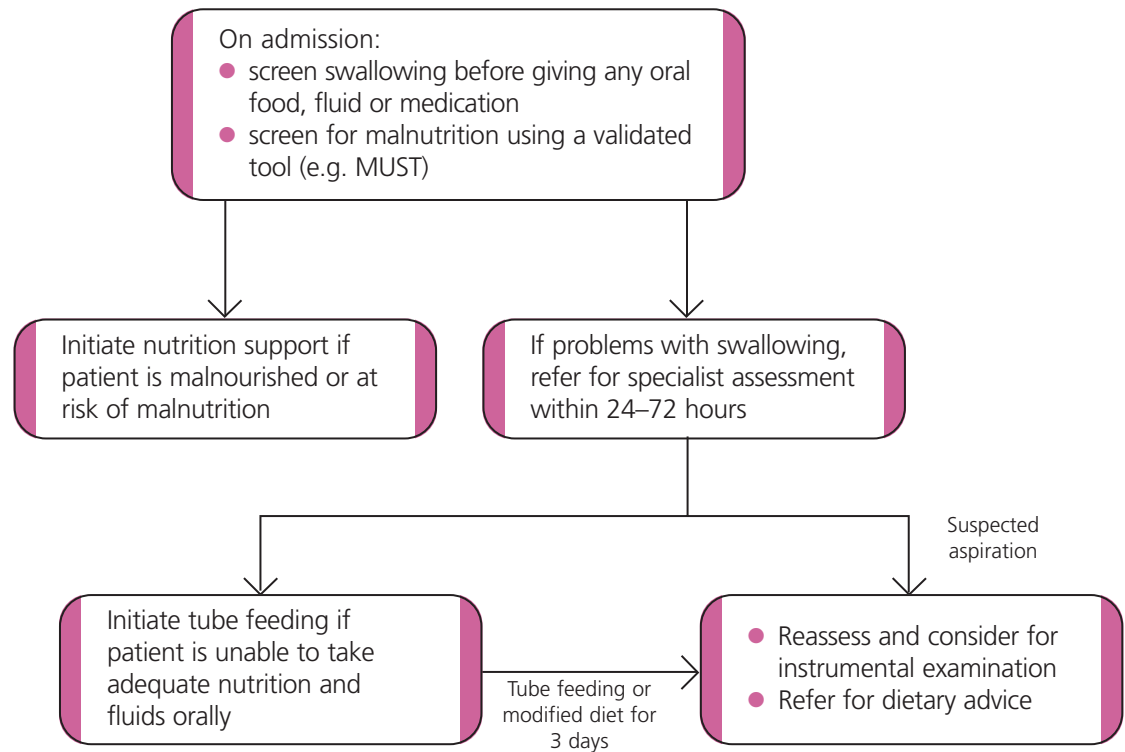 On admission:
● screen swallowing before giving any oral
food, fluid or medication
● screen for malnutrition using a validated
tool (e.g. MUST)
Initiate nutrition support if
patient is malnourished or at
risk of malnutrition
If problems with swallowing,
refer for specialist assessment
within 24–72 hours
Suspected
aspiration
Initiate tube feeding if
patient is unable to take
adequate nutrition and
fluids orally
Tube feeding or
modified diet for
3 days
● Reassess and consider for
instrumental examination
● Refer for dietary advice